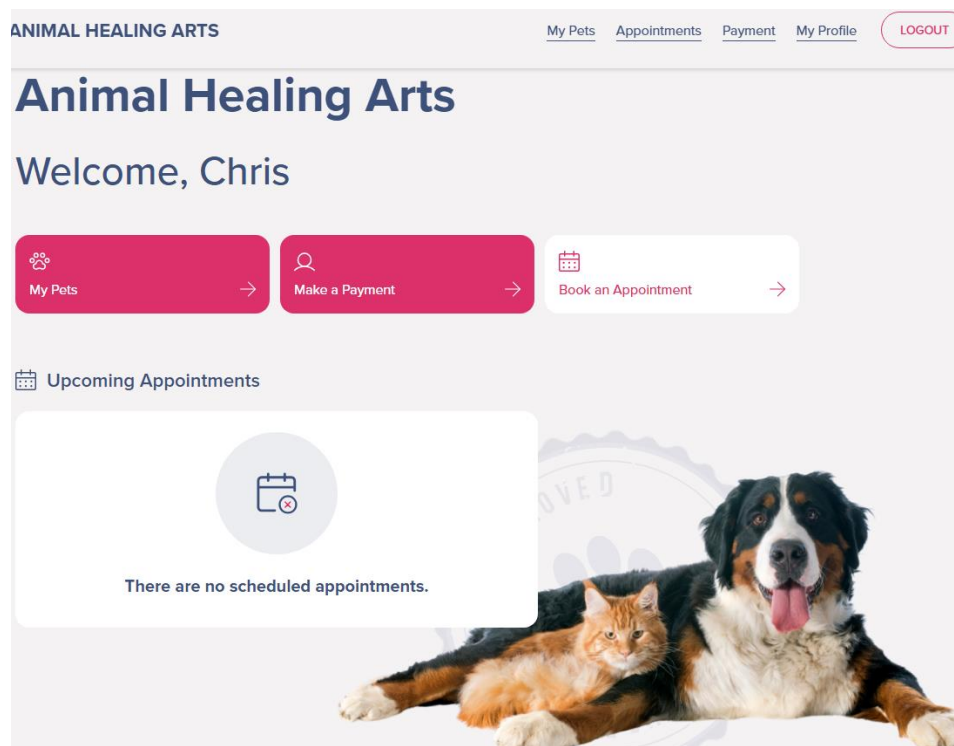 ANIMAL HEALING ARTS
My Pets Appointments Payment My Profile LOGOUT
Animal Healing Arts
Welcome, Chris
My Pets
Make a Payment
Book an Appointment
Upcoming Appointments
There are no scheduled appointments.